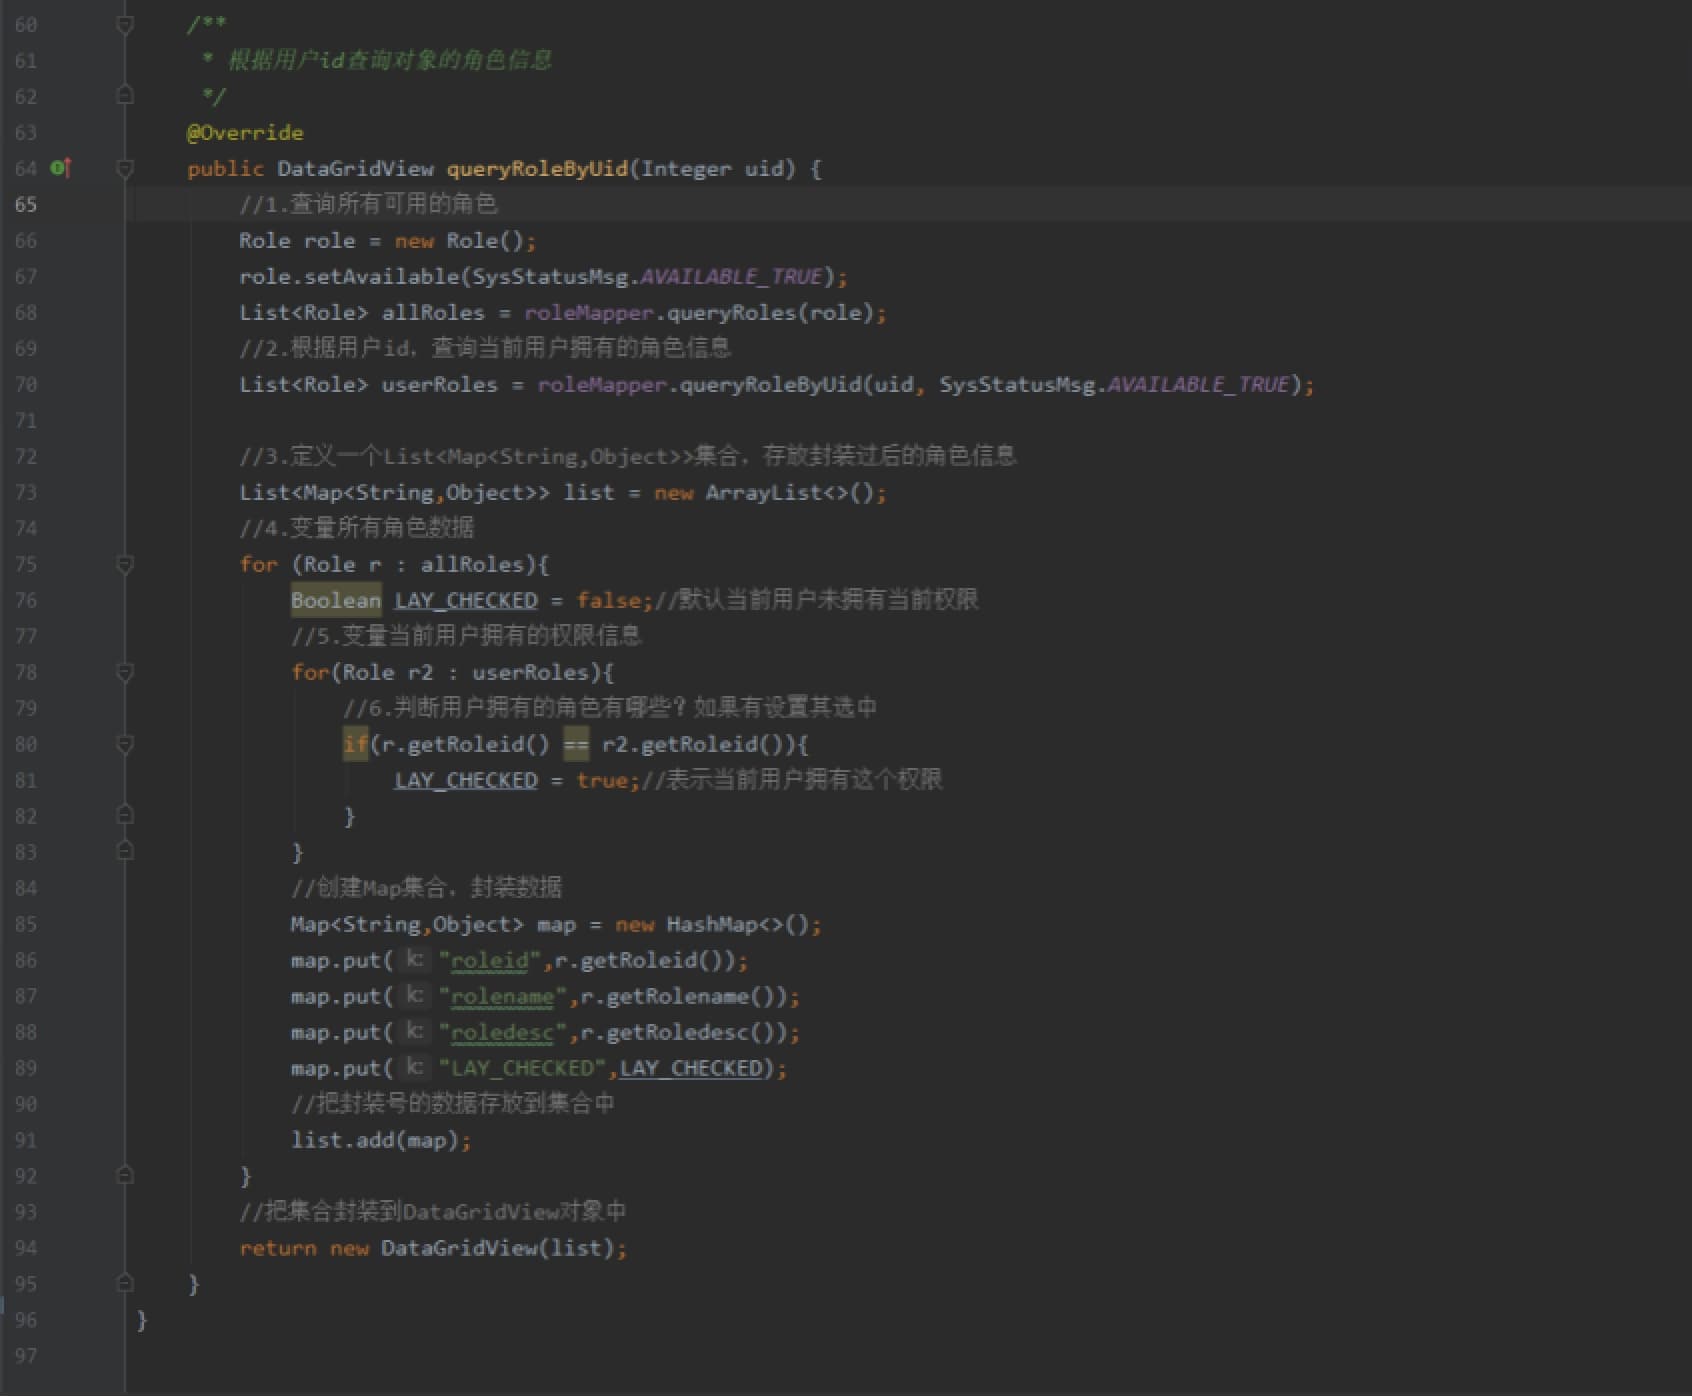 60 /**
61 * 根据用户id查询对象的角色信息
62 */
63 @Override
64 public DataGridView queryRoleByUid(Integer uid) {
65 //1.查询所有可用的角色
66 Role role = new Role();
67 role.setAvailable(SysStatusMsg.AVAILABLE_TRUE);
68 List<Role> allRoles = roleMapper.queryRoles(role);
69 //2.根据用户id，查询当前用户拥有的角色信息
70 List<Role> userRoles = roleMapper.queryRoleByUid(uid, SysStatusMsg.AVAILABLE_TRUE);
71
72 //3.定义一个List<Map<String,Object>>集合，存放封装过后的角色信息
73 List<Map<String,Object>> list = new ArrayList<>();
74 //4.变量所有角色数据
75 for (Role r : allRoles){
76 Boolean LAY_CHECKED = false;//默认当前用户未拥有当前权限
77 //5.变量当前用户拥有的权限信息
78 for(Role r2 : userRoles){
79 //6.判断用户拥有的角色有哪些？如果有设置其选中
80 if(r.getRoleid() == r2.getRoleid()){
81 LAY_CHECKED = true;//表示当前用户拥有这个权限
82 }
83 }
84 //创建Map集合，封装数据
85 Map<String,Object> map = new HashMap<>();
86 map.put( k: "roleid",r.getRoleid());
87 map.put( k: "rolename",r.getRolename());
88 map.put( k: "roledesc",r.getRoledesc());
89 map.put( k: "LAY_CHECKED",LAY_CHECKED);
90 //把封装号的数据存放到集合中
91 list.add(map);
92 }
93 //把集合封装到DataGridView对象中
94 return new DataGridView(list);
95 }
96 }
97